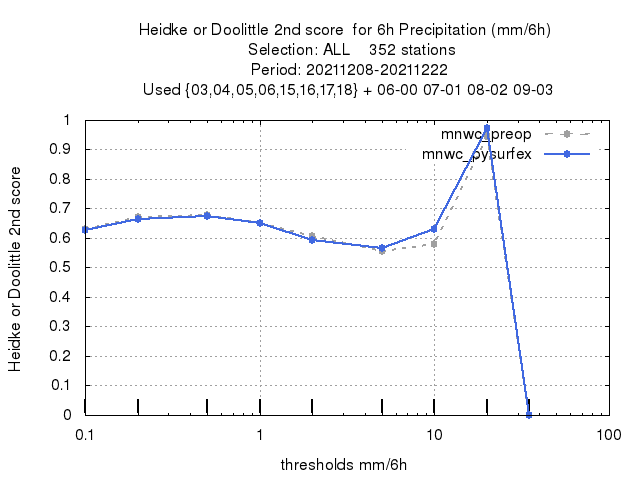 Heidke or Doolittle 2nd score  for 6h Precipitation (mm/6h)
Selection: ALL    352 stations
Period: 20211208-20211222
Used {03,04,05,06,15,16,17,18} + 06-00 07-01 08-02 09-03
mnwc_preop
mnwc_pysurfex
1
0.9
0.8
0.7
0.6
0.5
0.4
0.3
0.2
0.1
0
Heidke or Doolittle 2nd score
0.1 1 10 100
thresholds mm/6h